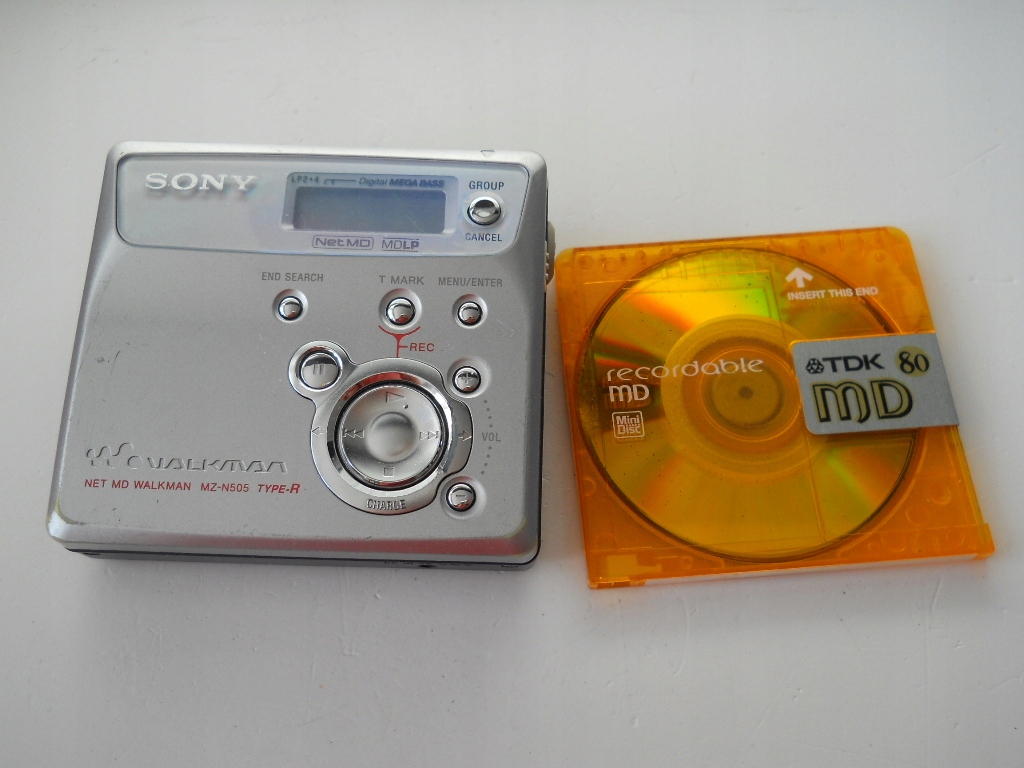 SONY
LP2•4
Digital MEGA BASS
GROUP
CANCEL
Net MD MDLP
END SEARCH
T MARK
MENU/ENTER
REC
VOL
WALKMAN
NET MD WALKMAN MZ-N505 TYPE-R
CHARGE
INSERT THIS END
recordable
MD
Mini
Disc
TDK 80
MD